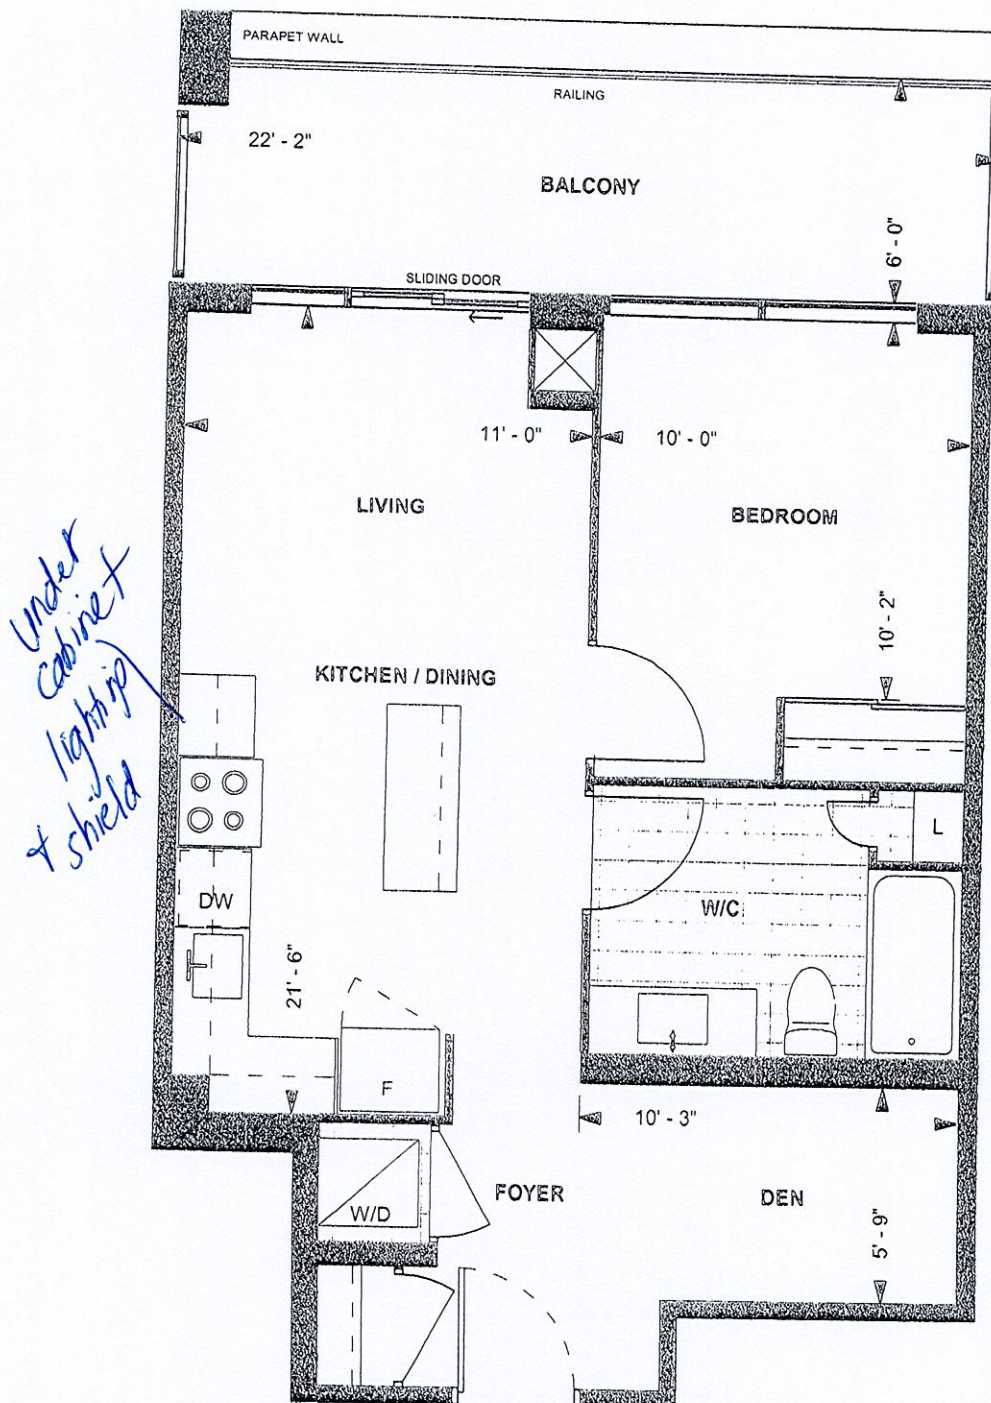 PARAPET WALL
RAILING
22' - 2"
BALCONY
6' - 0"
SLIDING DOOR
11' - 0"
10' - 0"
LIVING
BEDROOM
under
cabinet
lighting
+ shield
10' - 2"
KITCHEN / DINING
L
DW
W/C
21' - 6"
F
10' - 3"
FOYER
DEN
W/D
5' - 9"